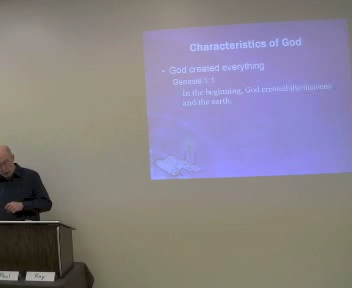 Characteristics of God
• God created everything
Genesis 1:1
In the beginning, God created the heavens
and the earth.
Paul
Ray